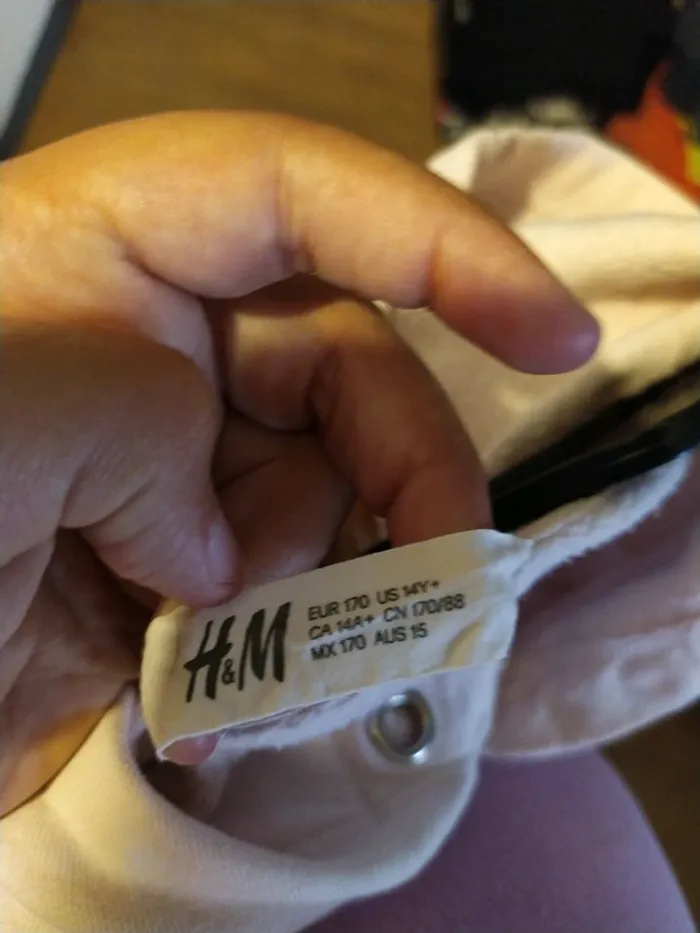 H&M
EUR 170 US 14Y+
CA 14A+ CN 170/88
MX 170 AUS 15